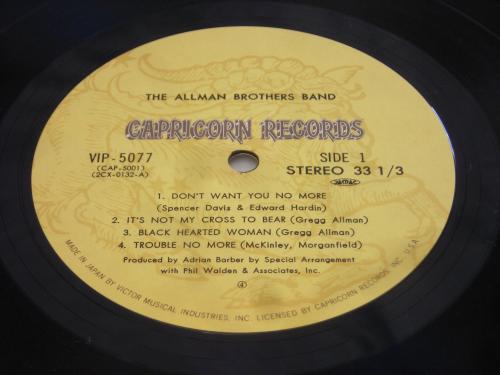 THE ALLMAN BROTHERS BAND
CAPRICORN RECORDS
VIP-5077
(CAP-5001)
(2CX-0132-A)
SIDE 1
STEREO 33 1/3
JASRAC
1. DON'T WANT YOU NO MORE
(Spencer Davis & Edward Hardin)
2. IT'S NOT MY CROSS TO BEAR (Gregg Allman)
3. BLACK HEARTED WOMAN (Gregg Allman)
4. TROUBLE NO MORE (McKinley, Morganfield)
Produced by Adrian Barber by Special Arrangement
with Phil Walden & Associates, Inc.
④
MADE IN JAPAN BY VICTOR MUSICAL INDUSTRIES, INC. LICENSED BY CAPRICORN RECORDS INC. U.S.A.